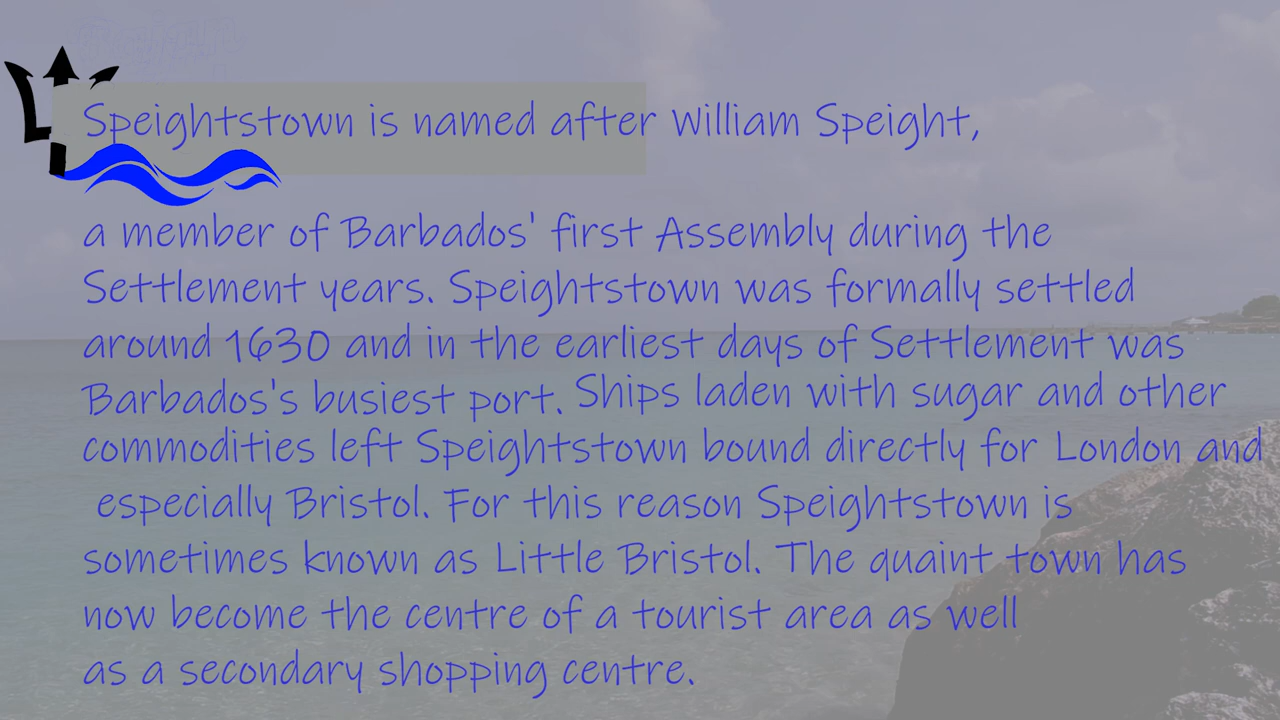 Speightstown is named after William Speight,
a member of Barbados' first Assembly during the
Settlement years. Speightstown was formally settled
around 1630 and in the earliest days of Settlement was
Barbados's busiest port. Ships laden with sugar and other
commodities left Speightstown bound directly for London and
especially Bristol. For this reason Speightstown is
sometimes known as Little Bristol. The quaint town has
now become the centre of a tourist area as well
as a secondary shopping centre.